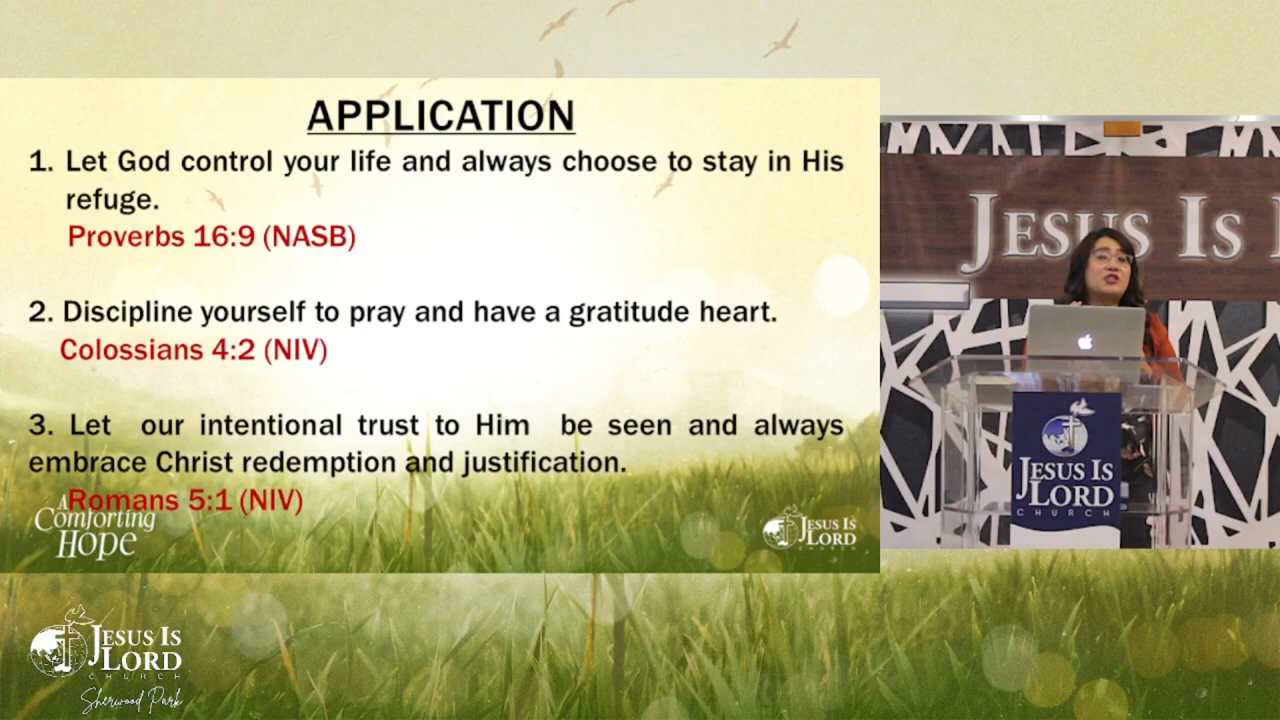 APPLICATION
1. Let God control your life and always choose to stay in His
refuge.
Proverbs 16:9 (NASB)
2. Discipline yourself to pray and have a gratitude heart.
Colossians 4:2 (NIV)
3. Let our intentional trust to Him be seen and always
embrace Christ redemption and justification.
Romans 5:1 (NIV)
A
Comforting
HOPE
JESUS IS
LORD
CHURCH
JESUS IS
JESUS IS
LORD
CHURCH
JESUS IS
LORD
CHURCH
Sherwood Park